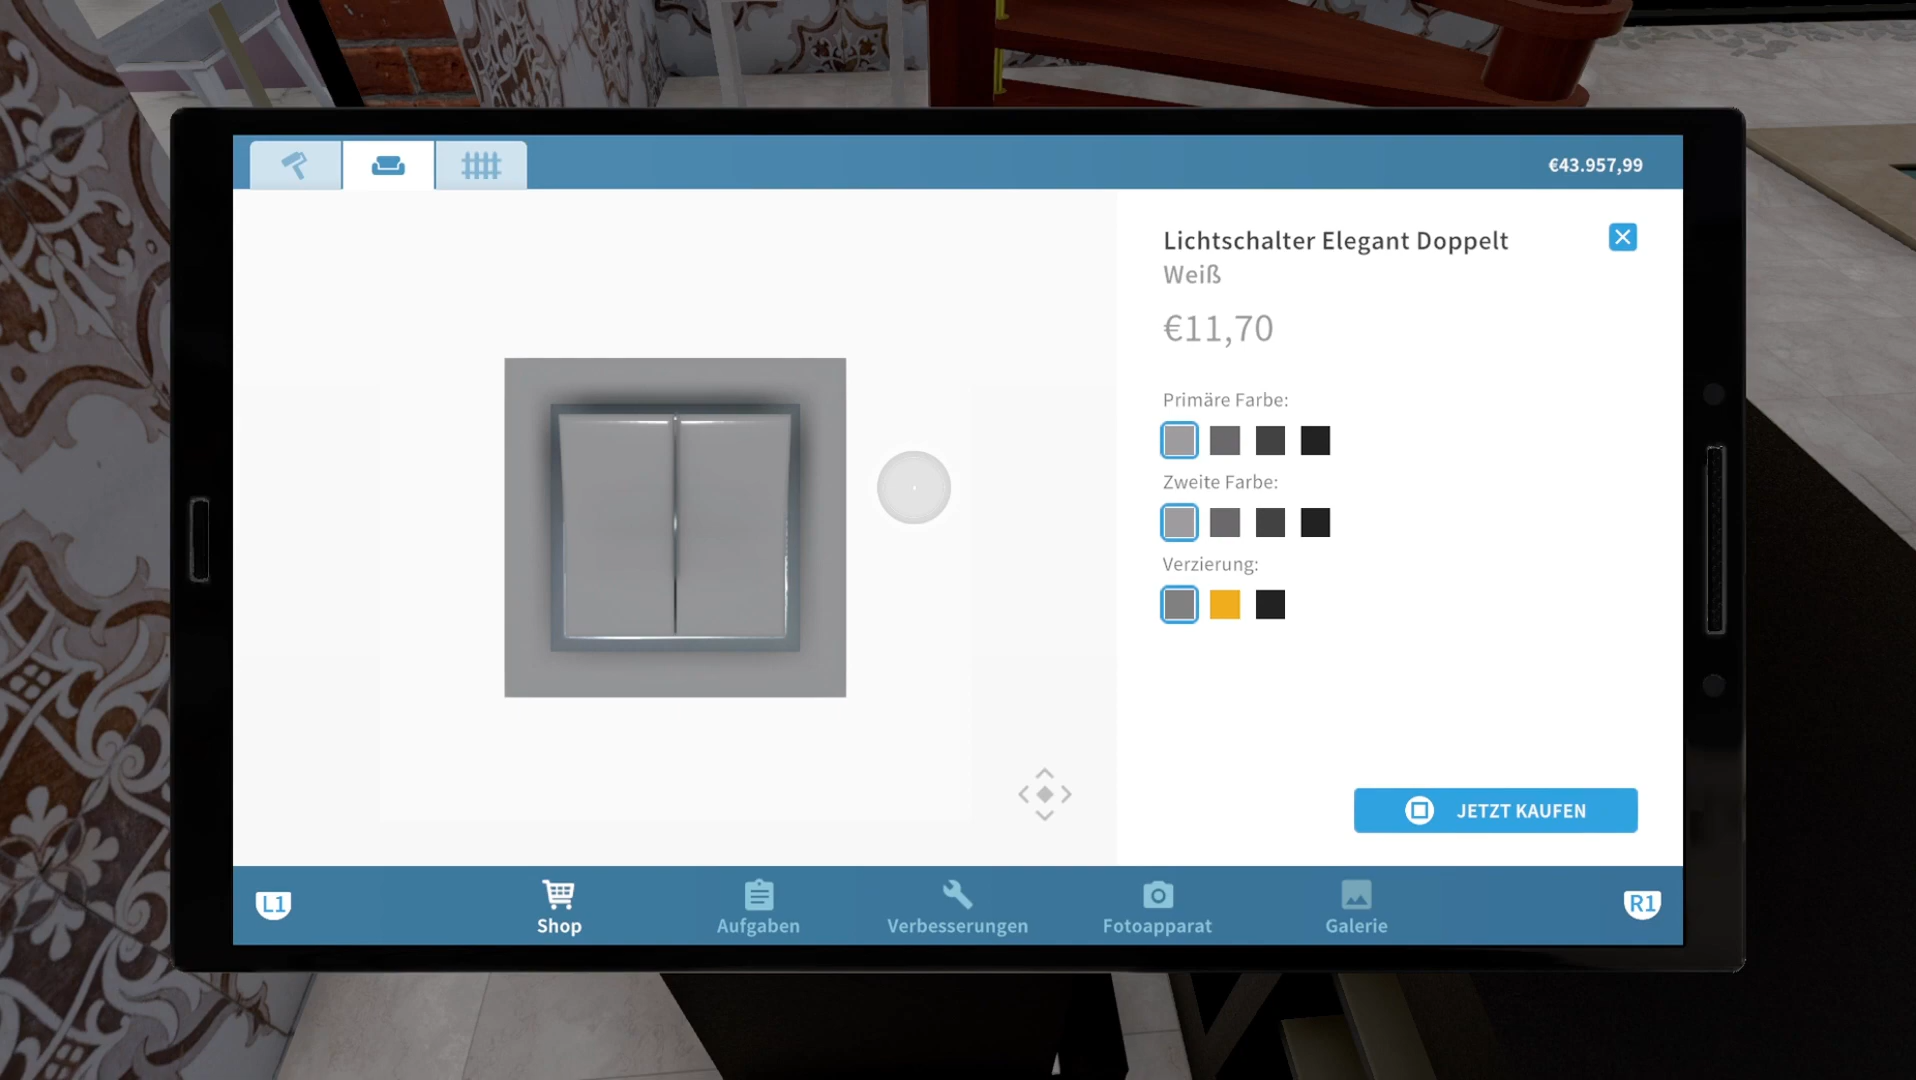 €43.957,99
Lichtschalter Elegant Doppelt
Weiß
€11,70
Primäre Farbe:
Zweite Farbe:
Verzierung:
JETZT KAUFEN
L1
Shop
Aufgaben
Verbesserungen
Fotoapparat
Galerie
R1